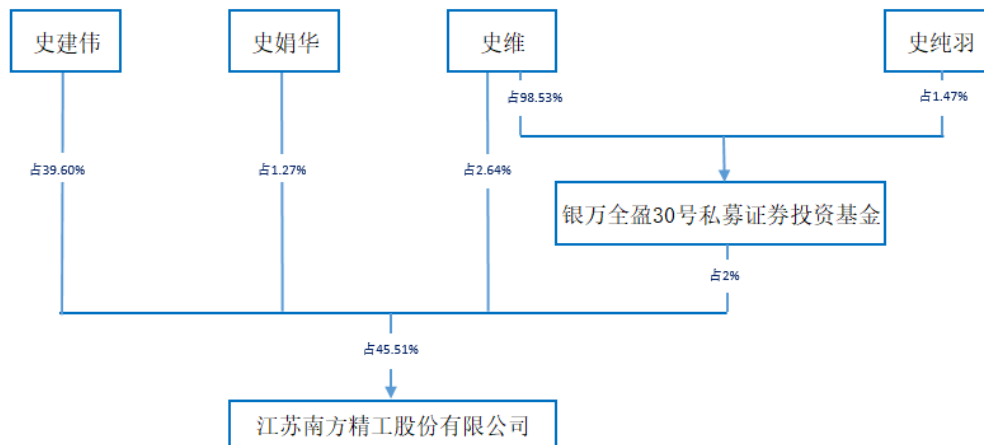 史建伟
史娟华
史维
史纯羽
占98.53%
占1.47%
占39.60%
占1.27%
占2.64%
银万全盈30号私募证券投资基金
占2%
占45.51%
江苏南方精工股份有限公司